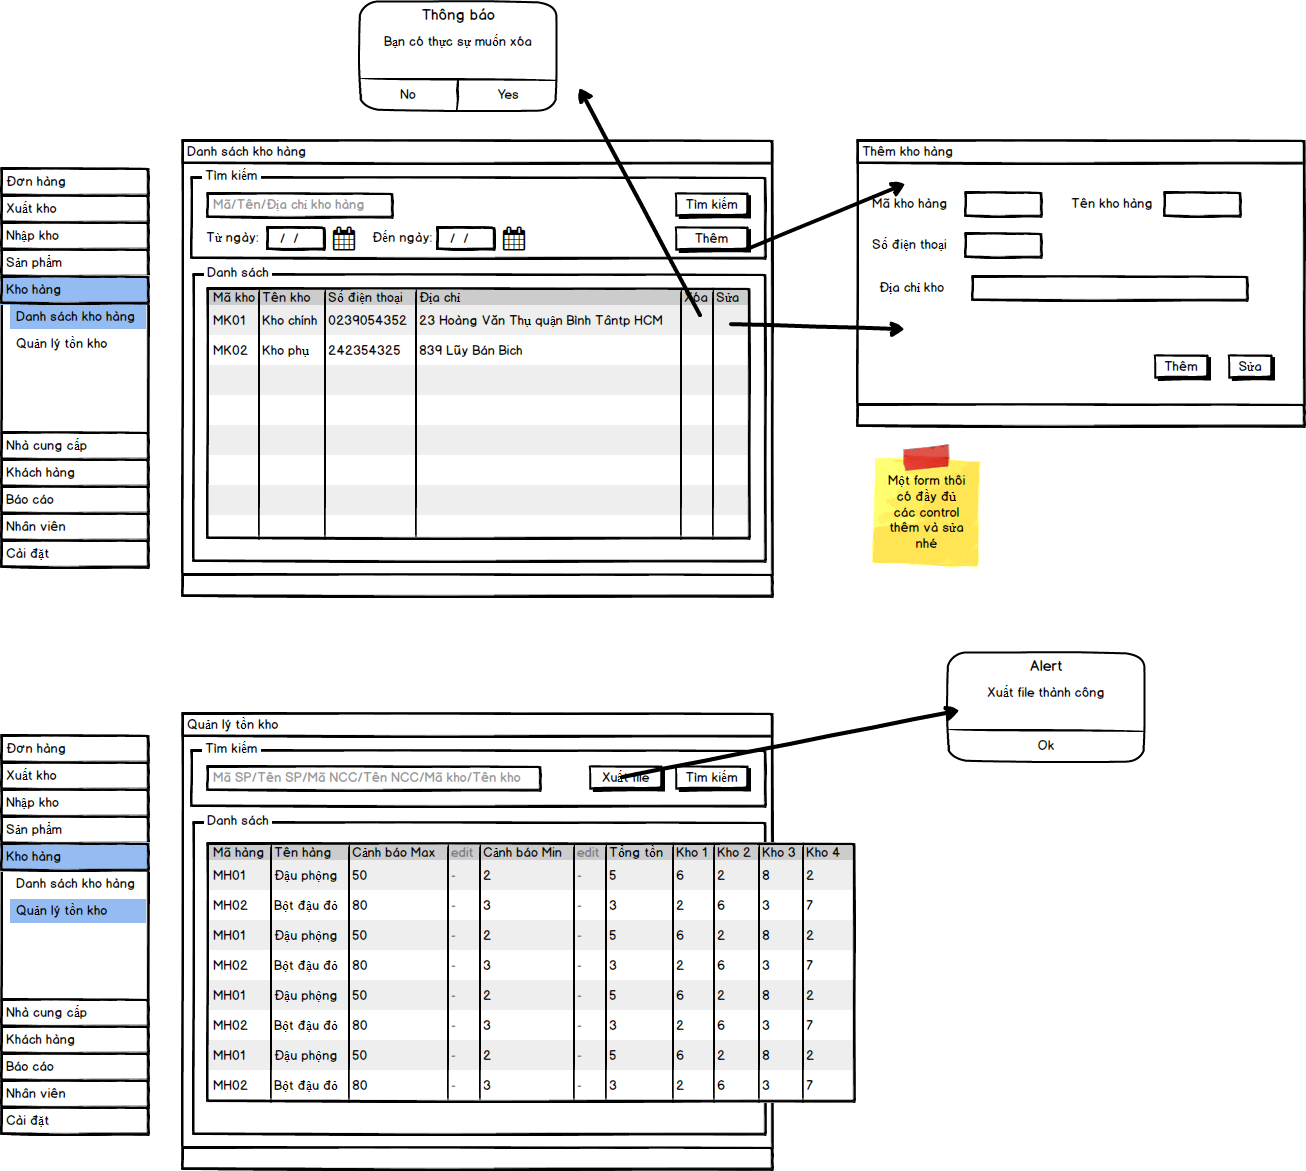 Thông báo
Bạn có thực sự muốn xóa
No Yes
Đơn hàng
Xuất kho
Nhập kho
Sản phẩm
Kho hàng
Danh sách kho hàng
Quản lý tồn kho
Nhà cung cấp
Khách hàng
Báo cáo
Nhân viên
Cài đặt
Danh sách kho hàng
Tìm kiếm
Mã/Tên/Địa chỉ kho hàng Tìm kiếm
Từ ngày: / / Đến ngày: / / Thêm
Danh sách
Mã kho Tên kho Số điện thoại Địa chỉ Xóa Sửa
MK01 Kho chính 0239054352 23 Hoàng Văn Thụ quận Bình Tântp HCM
MK02 Kho phụ 242354325 839 Lũy Bán Bich
Thêm kho hàng
Mã kho hàng Tên kho hàng
Số điện thoại
Địa chỉ kho
Thêm Sửa
Một form thôi
có đầy đủ
các control
thêm và sửa
nhé
Alert
Xuất file thành công
Ok
Đơn hàng
Xuất kho
Nhập kho
Sản phẩm
Kho hàng
Danh sách kho hàng
Quản lý tồn kho
Nhà cung cấp
Khách hàng
Báo cáo
Nhân viên
Cài đặt
Quản lý tồn kho
Tìm kiếm
Mã SP/Tên SP/Mã NCC/Tên NCC/Mã kho/Tên kho Xuất file Tìm kiếm
Danh sách
Mã hàng Tên hàng Cảnh báo Max edit Cảnh báo Min edit Tổng tồn Kho 1 Kho 2 Kho 3 Kho 4
MH01 Đậu phộng 50 - 2 - 5 6 2 8 2
MH02 Bột đậu đỏ 80 - 3 - 3 2 6 3 7
MH01 Đậu phộng 50 - 2 - 5 6 2 8 2
MH02 Bột đậu đỏ 80 - 3 - 3 2 6 3 7
MH01 Đậu phộng 50 - 2 - 5 6 2 8 2
MH02 Bột đậu đỏ 80 - 3 - 3 2 6 3 7
MH01 Đậu phộng 50 - 2 - 5 6 2 8 2
MH02 Bột đậu đỏ 80 - 3 - 3 2 6 3 7